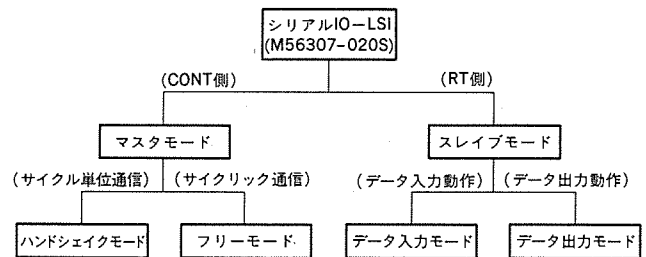 シリアルIO-LSI
(M56307-020S)
(CONT側)
(RT側)
マスタモード
スレイブモード
(サイクル単位通信)
(サイクリック通信)
(データ入力動作)
(データ出力動作)
ハンドシェイクモード
フリーモード
データ入力モード
データ出力モード